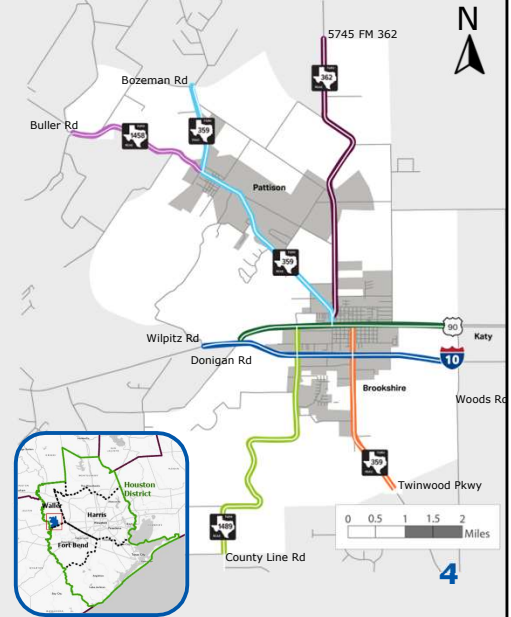 N
5745 FM 362
362
Bozeman Rd
Buller Rd
1458
359
Pattison
359
90
Katy
Wilpitz Rd
10
Donigan Rd
Brookshire
Woods Rd
359
Twinwood Pkwy
1489
County Line Rd
0 0.5 1 1.5 2
Miles
4
Houston
District
Waller
Harris
Fort Bend